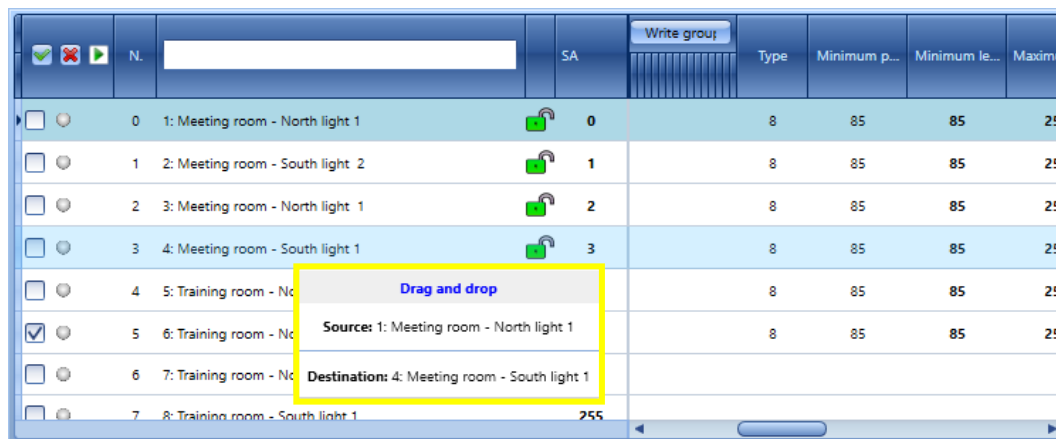 Write group
N. SA Type Minimum p... Minimum le... Maximu
0 1: Meeting room - North light 1 0 8 85 85 25
1 2: Meeting room - South light 2 1 8 85 85 25
2 3: Meeting room - North light 1 2 8 85 85 25
3 4: Meeting room - South light 1 3 8 85 85 25
4 5: Training room - No 8 85 85 25
5 6: Training room - No 8 85 85 25
6 7: Training room - No
7 8: Training room - South light 1 255
Drag and drop
Source: 1: Meeting room - North light 1
Destination: 4: Meeting room - South light 1